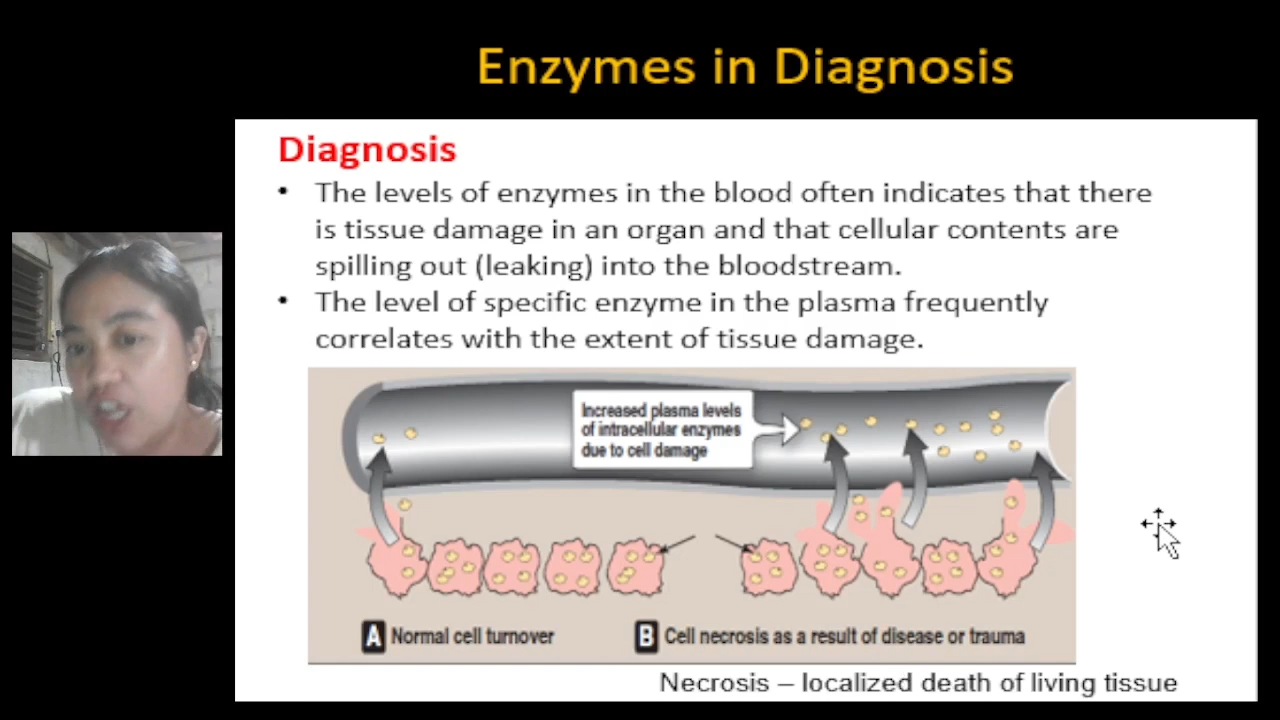 Enzymes in Diagnosis
Diagnosis
• The levels of enzymes in the blood often indicates that there
is tissue damage in an organ and that cellular contents are
spilling out (leaking) into the bloodstream.
• The level of specific enzyme in the plasma frequently
correlates with the extent of tissue damage.
Increased plasma levels
of intracellular enzymes
due to cell damage
A Normal cell turnover
B Cell necrosis as a result of disease or trauma
Necrosis – localized death of living tissue